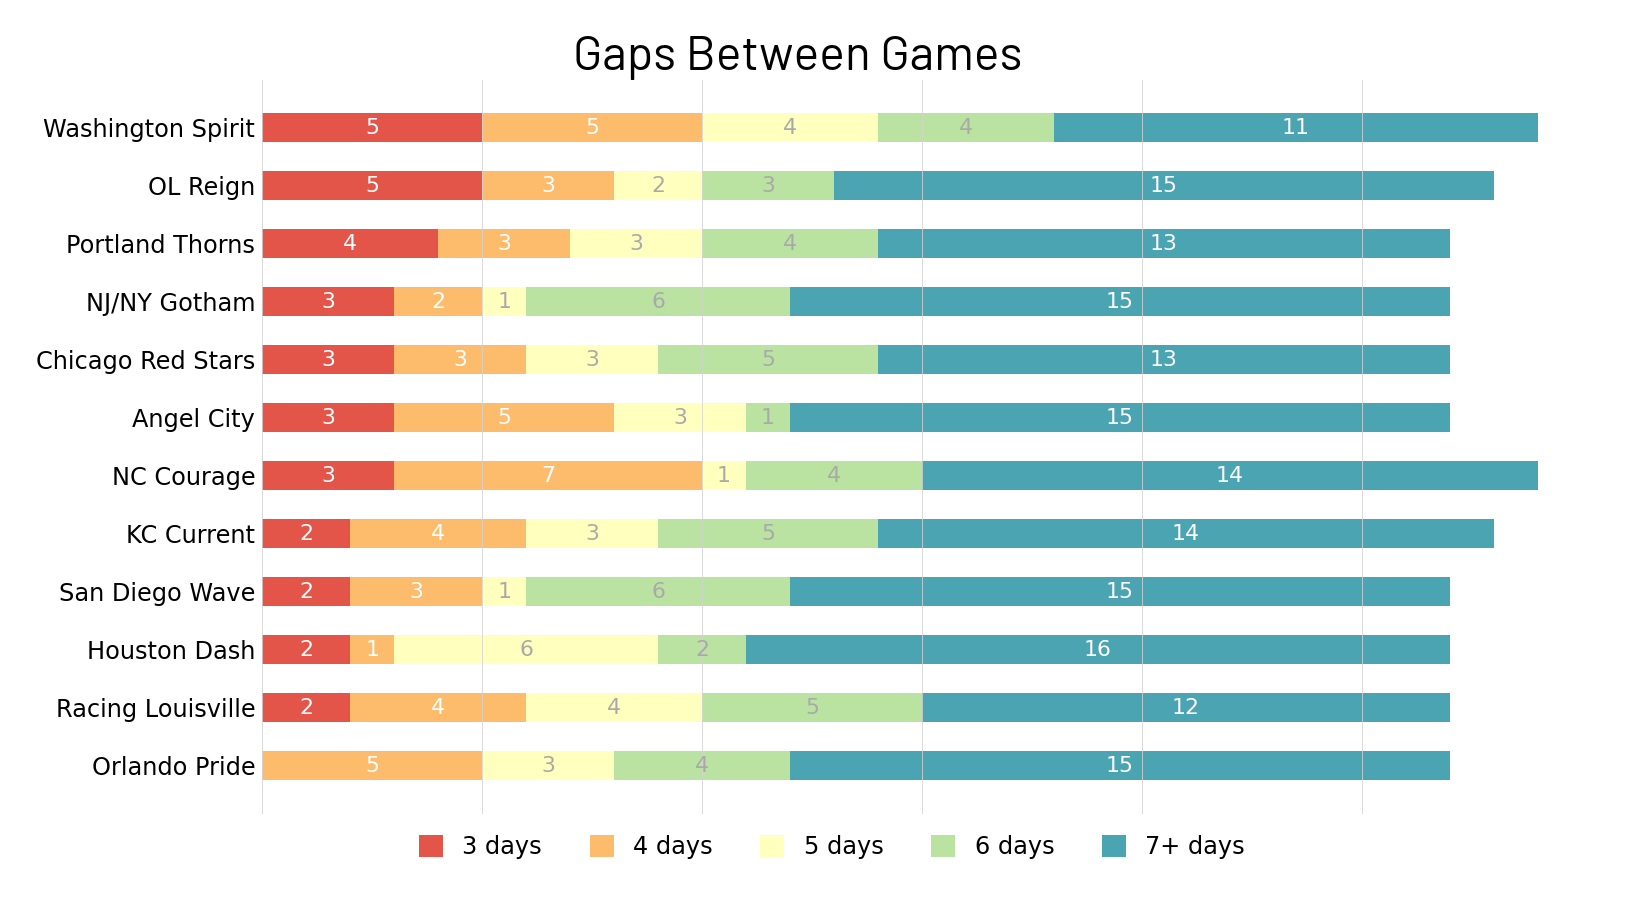 Gaps Between Games
Washington Spirit 5 5 4 4 11
OL Reign 5 3 2 3 15
Portland Thorns 4 3 3 4 13
NJ/NY Gotham 3 2 1 6 15
Chicago Red Stars 3 3 3 5 13
Angel City 3 5 3 1 15
NC Courage 3 7 1 4 14
KC Current 2 4 3 5 14
San Diego Wave 2 3 1 6 15
Houston Dash 2 1 6 2 16
Racing Louisville 2 4 4 5 12
Orlando Pride 5 3 4 15
3 days 4 days 5 days 6 days 7+ days